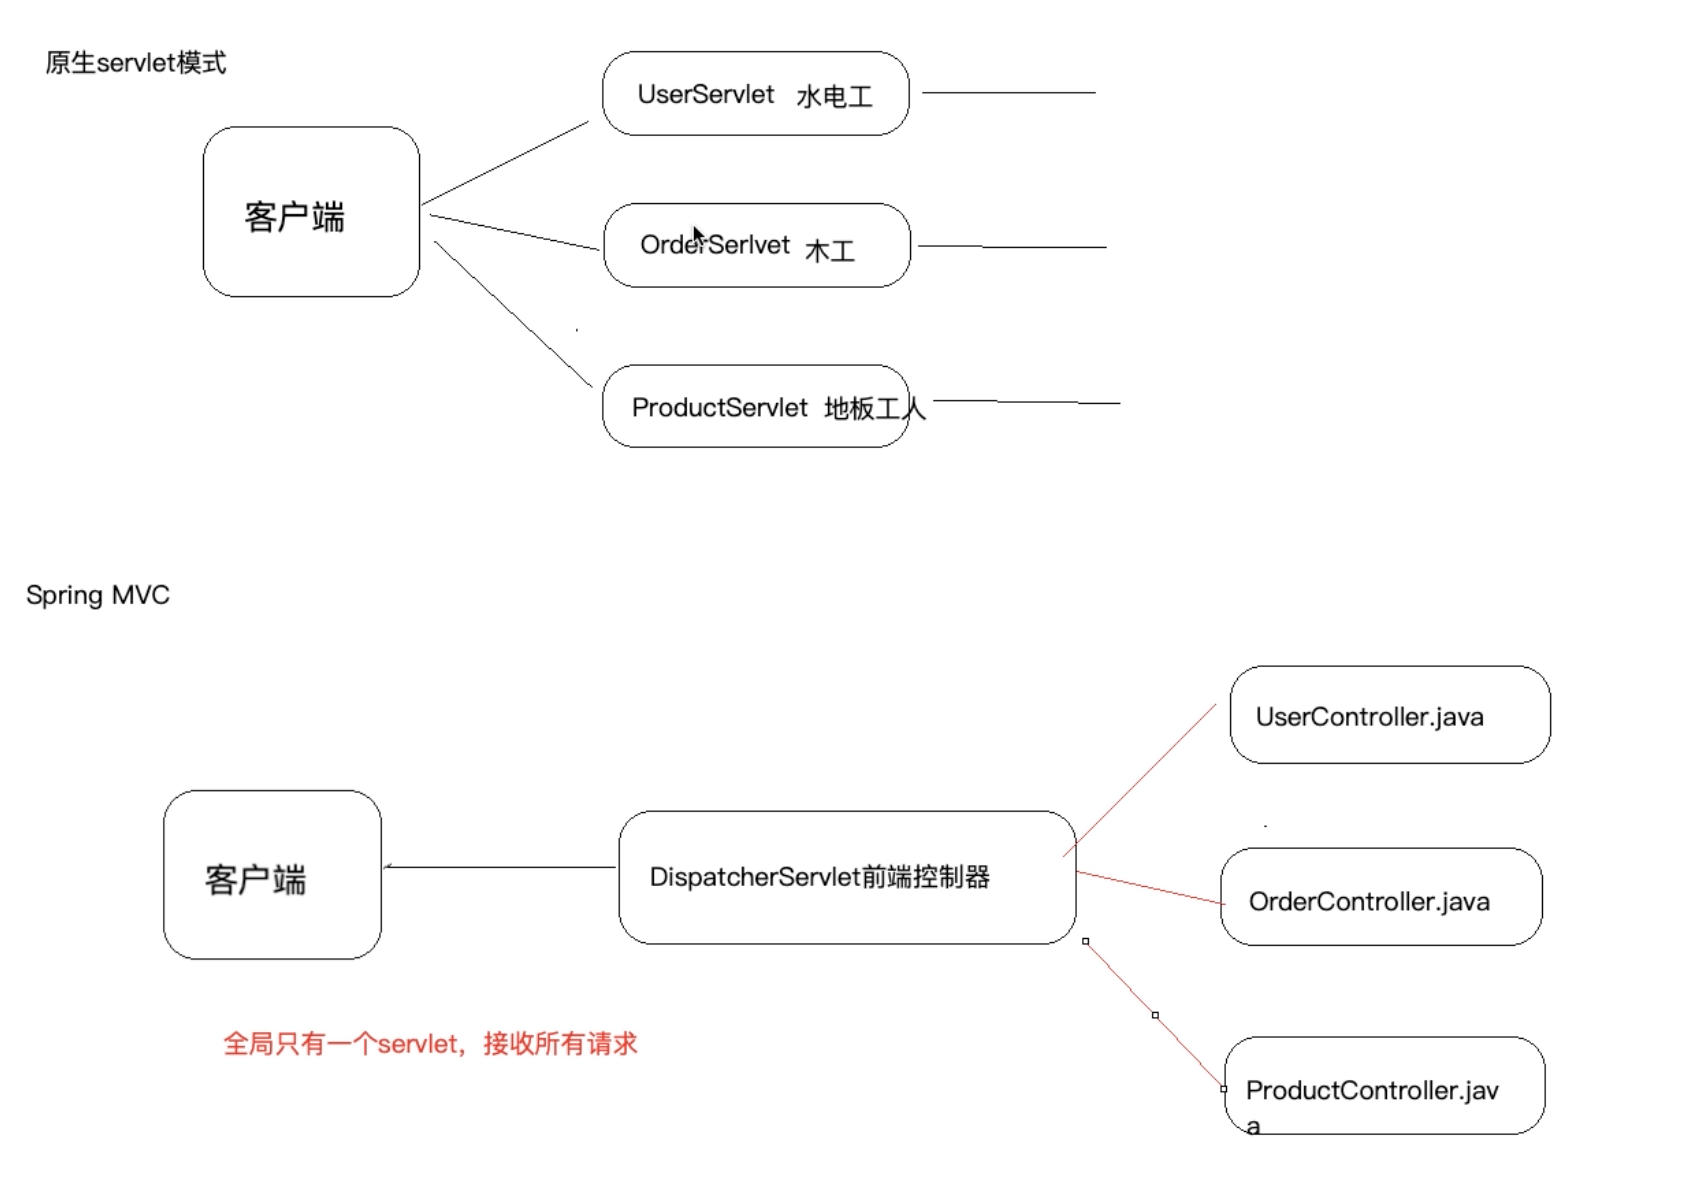 原生servlet模式
UserServlet 水电工
客户端
OrderSerlvet 木工
ProductServlet 地板工人
Spring MVC
UserController.java
客户端
DispatcherServlet前端控制器
OrderController.java
全局只有一个servlet，接收所有请求
ProductController.jav
a